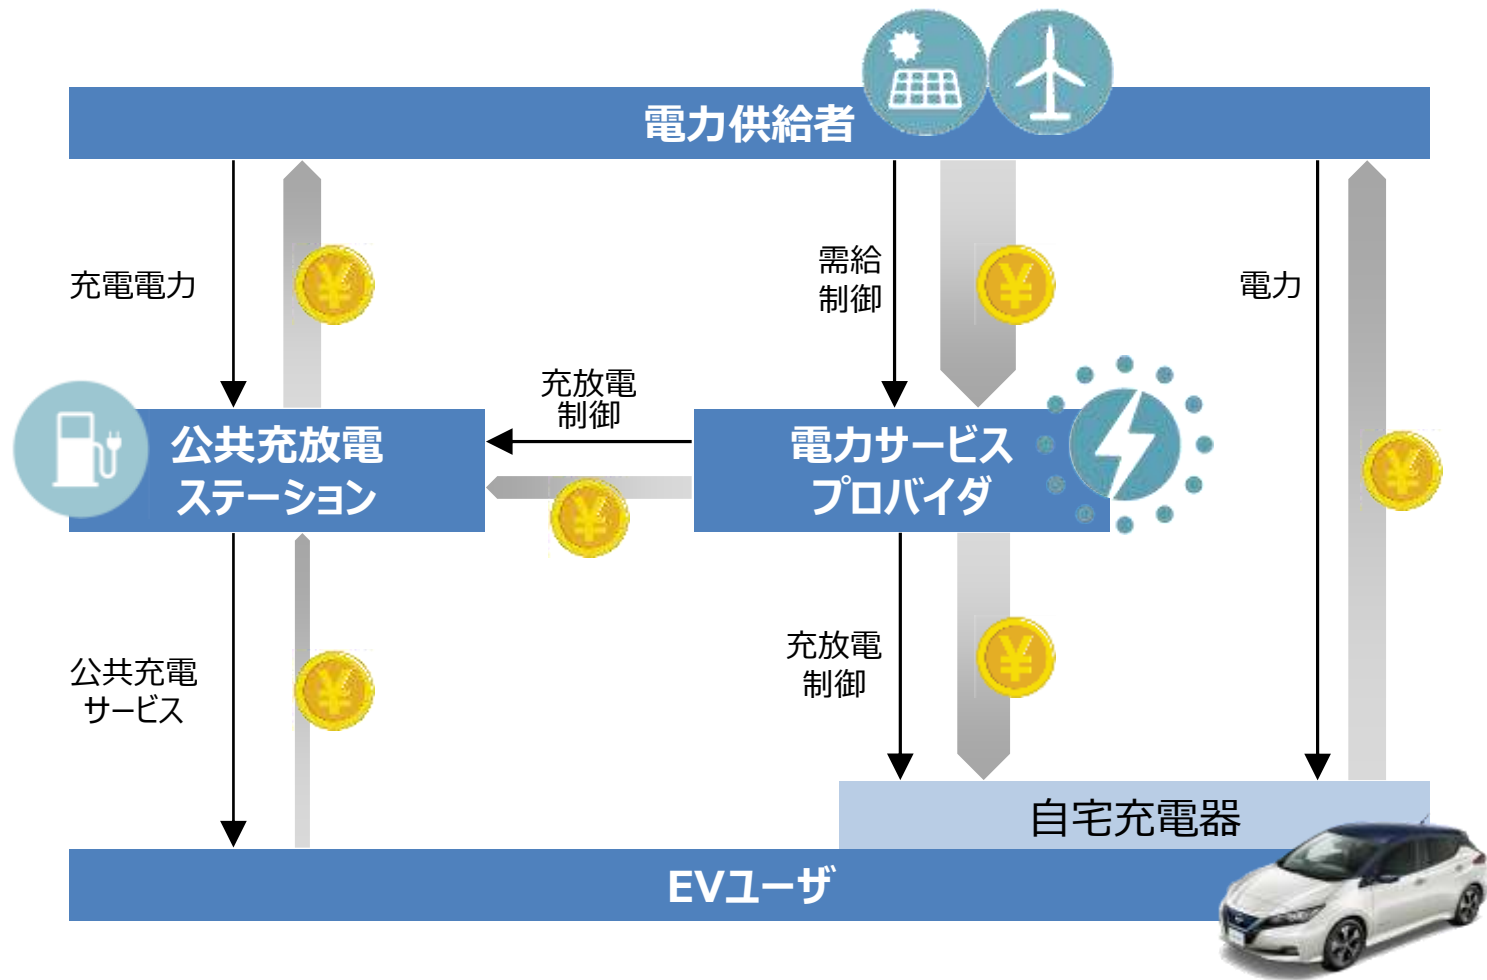 電力供給者
充電電力
需給
制御
電力
充放電
制御
公共充放電
ステーション
電力サービス
プロバイダ
公共充電
サービス
充放電
制御
自宅充電器
EVユーザ
¥
¥
¥
¥
¥
¥